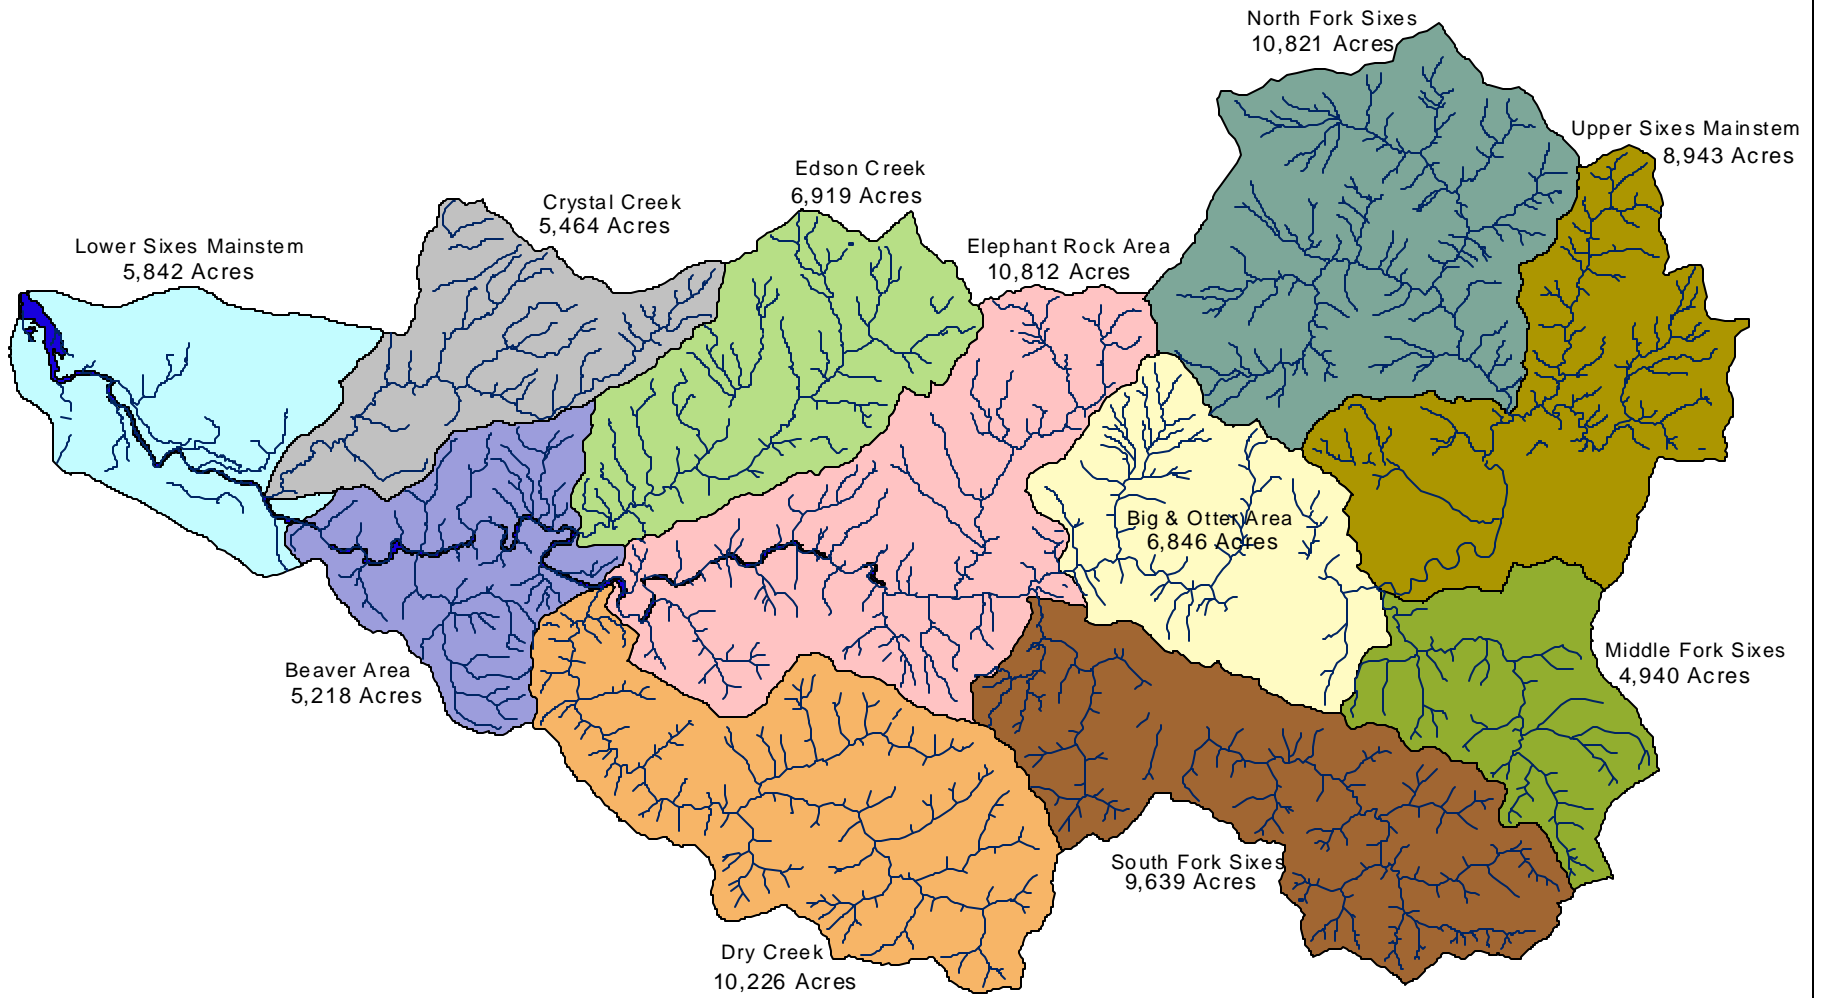 North Fork Sixes
10,821 Acres
Upper Sixes Mainstem
8,943 Acres
Edson Creek
6,919 Acres
Crystal Creek
5,464 Acres
Lower Sixes Mainstem
5,842 Acres
Elephant Rock Area
10,812 Acres
Big & Otter Area
6,846 Acres
Beaver Area
5,218 Acres
Middle Fork Sixes
4,940 Acres
South Fork Sixes
9,639 Acres
Dry Creek
10,226 Acres